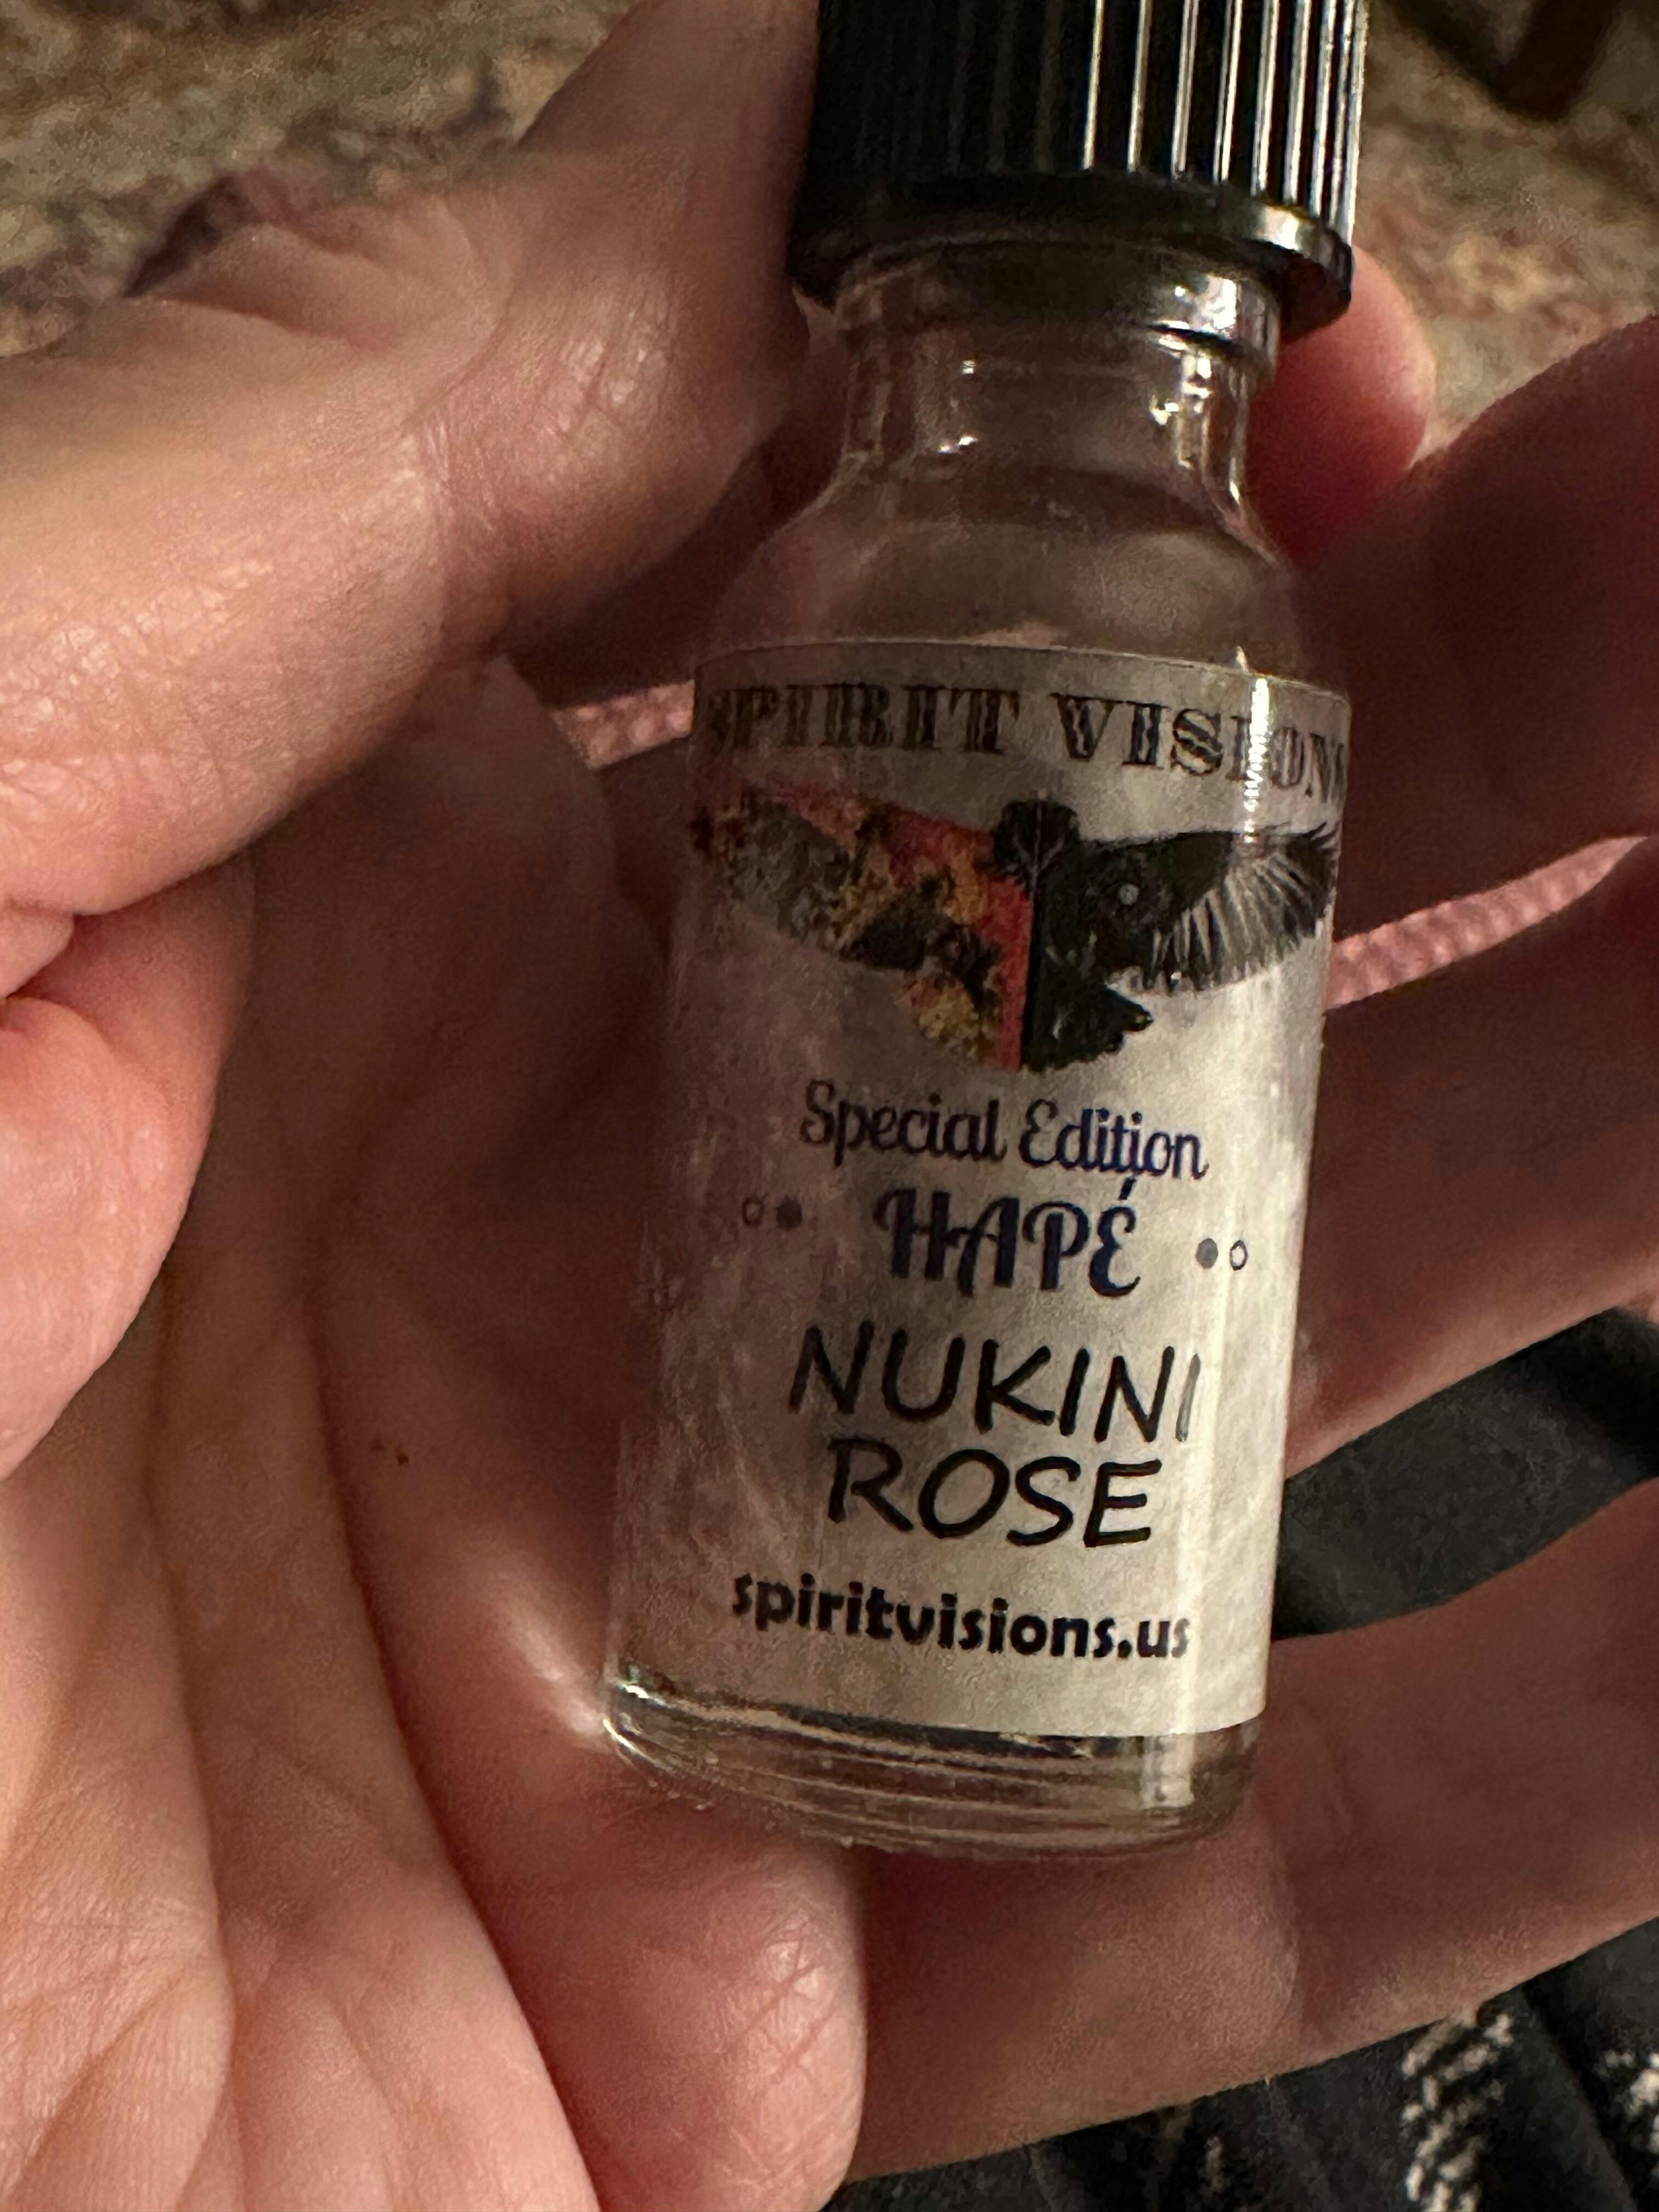 SPIRIT VISIONS
Special Edition
HAPÉ
NUKINI
ROSE
spiritvisions.us